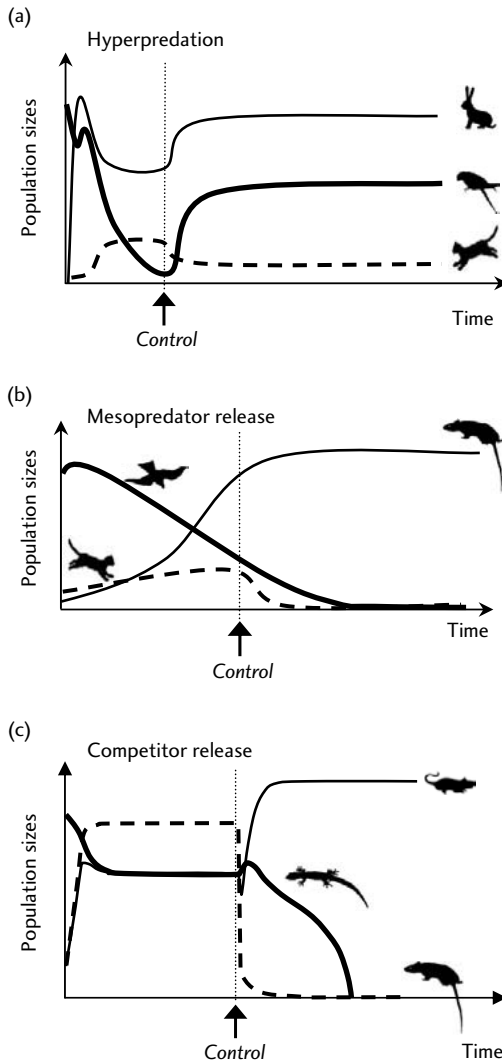 (a)
Hyperpredation
Population sizes
Time
Control
(b)
Mesopredator release
Population sizes
Time
Control
(c)
Competitor release
Population sizes
Time
Control